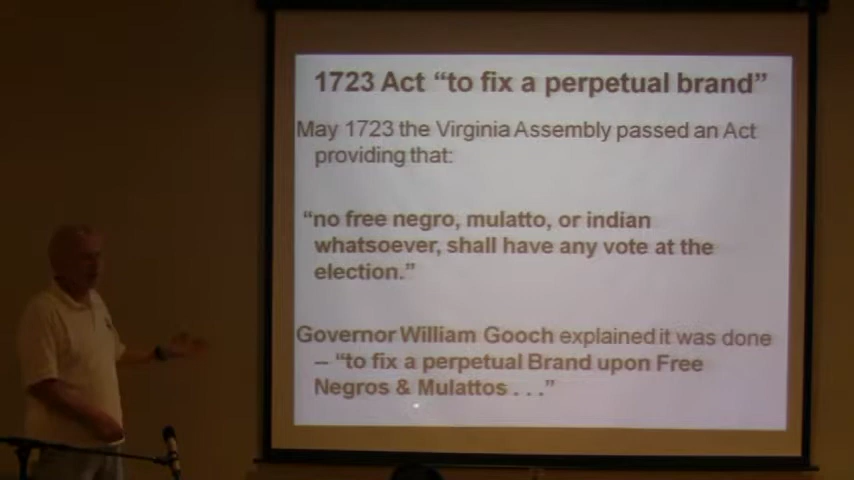 1723 Act “to fix a perpetual brand”
May 1723 the Virginia Assembly passed an Act
providing that:
“no free negro, mulatto, or indian
whatsoever, shall have any vote at the
election.”
Governor William Gooch explained it was done
– “to fix a perpetual Brand upon Free
Negros & Mulattos . . .”